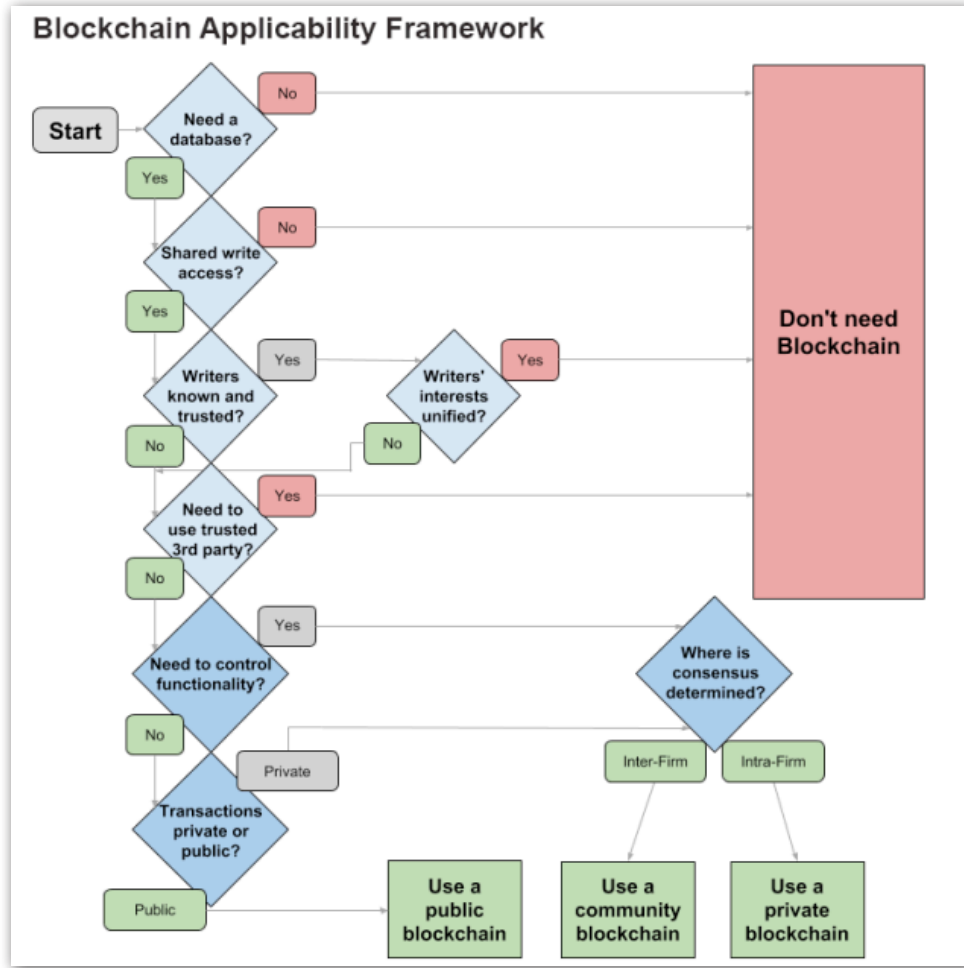 Blockchain Applicability Framework
Start
Need a
database?
No
Yes
Shared write
access?
No
Yes
Writers
known and
trusted?
Yes
Writers'
interests
unified?
Yes
No
No
Need to
use trusted
3rd party?
Yes
No
Don't need
Blockchain
Need to control
functionality?
Yes
Where is
consensus
determined?
No
Private
Inter-Firm
Intra-Firm
Transactions
private or
public?
Public
Use a
public
blockchain
Use a
community
blockchain
Use a
private
blockchain